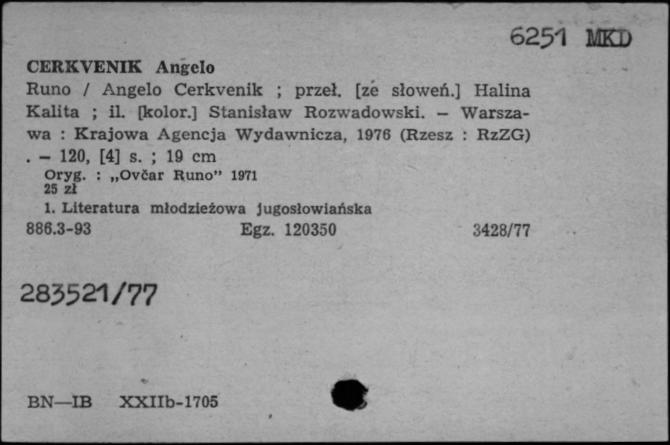 6251 MKD
CERKVENIK Angelo
Runo / Angelo Cerkvenik ; przeł. [ze słoweń.] Halina
Kalita ; il. [kolor.] Stanisław Rozwadowski. — Warsza-
wa : Krajowa Agencja Wydawnicza, 1976 (Rzesz : RzZG)
. — 120, [4] s. ; 19 cm
Oryg. : „Ovčar Runo” 1971
25 zł
1. Literatura młodzieżowa jugosłowiańska
886.3-93 Egz. 120350 3428/77
283521/77
BN—IB XXIIb-1705